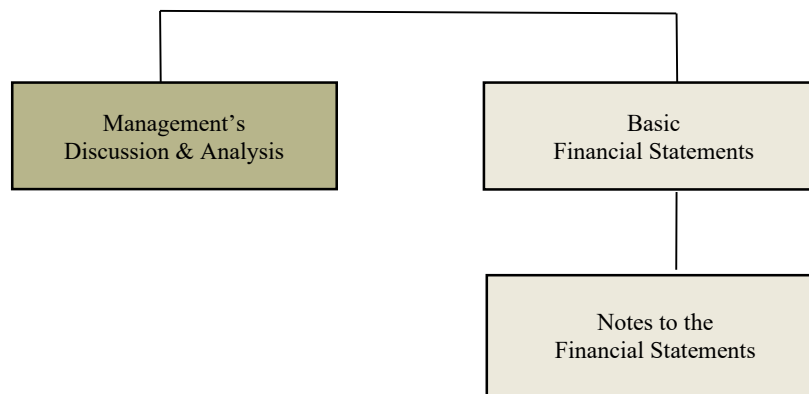 Management’s
Discussion & Analysis
Basic
Financial Statements
Notes to the
Financial Statements